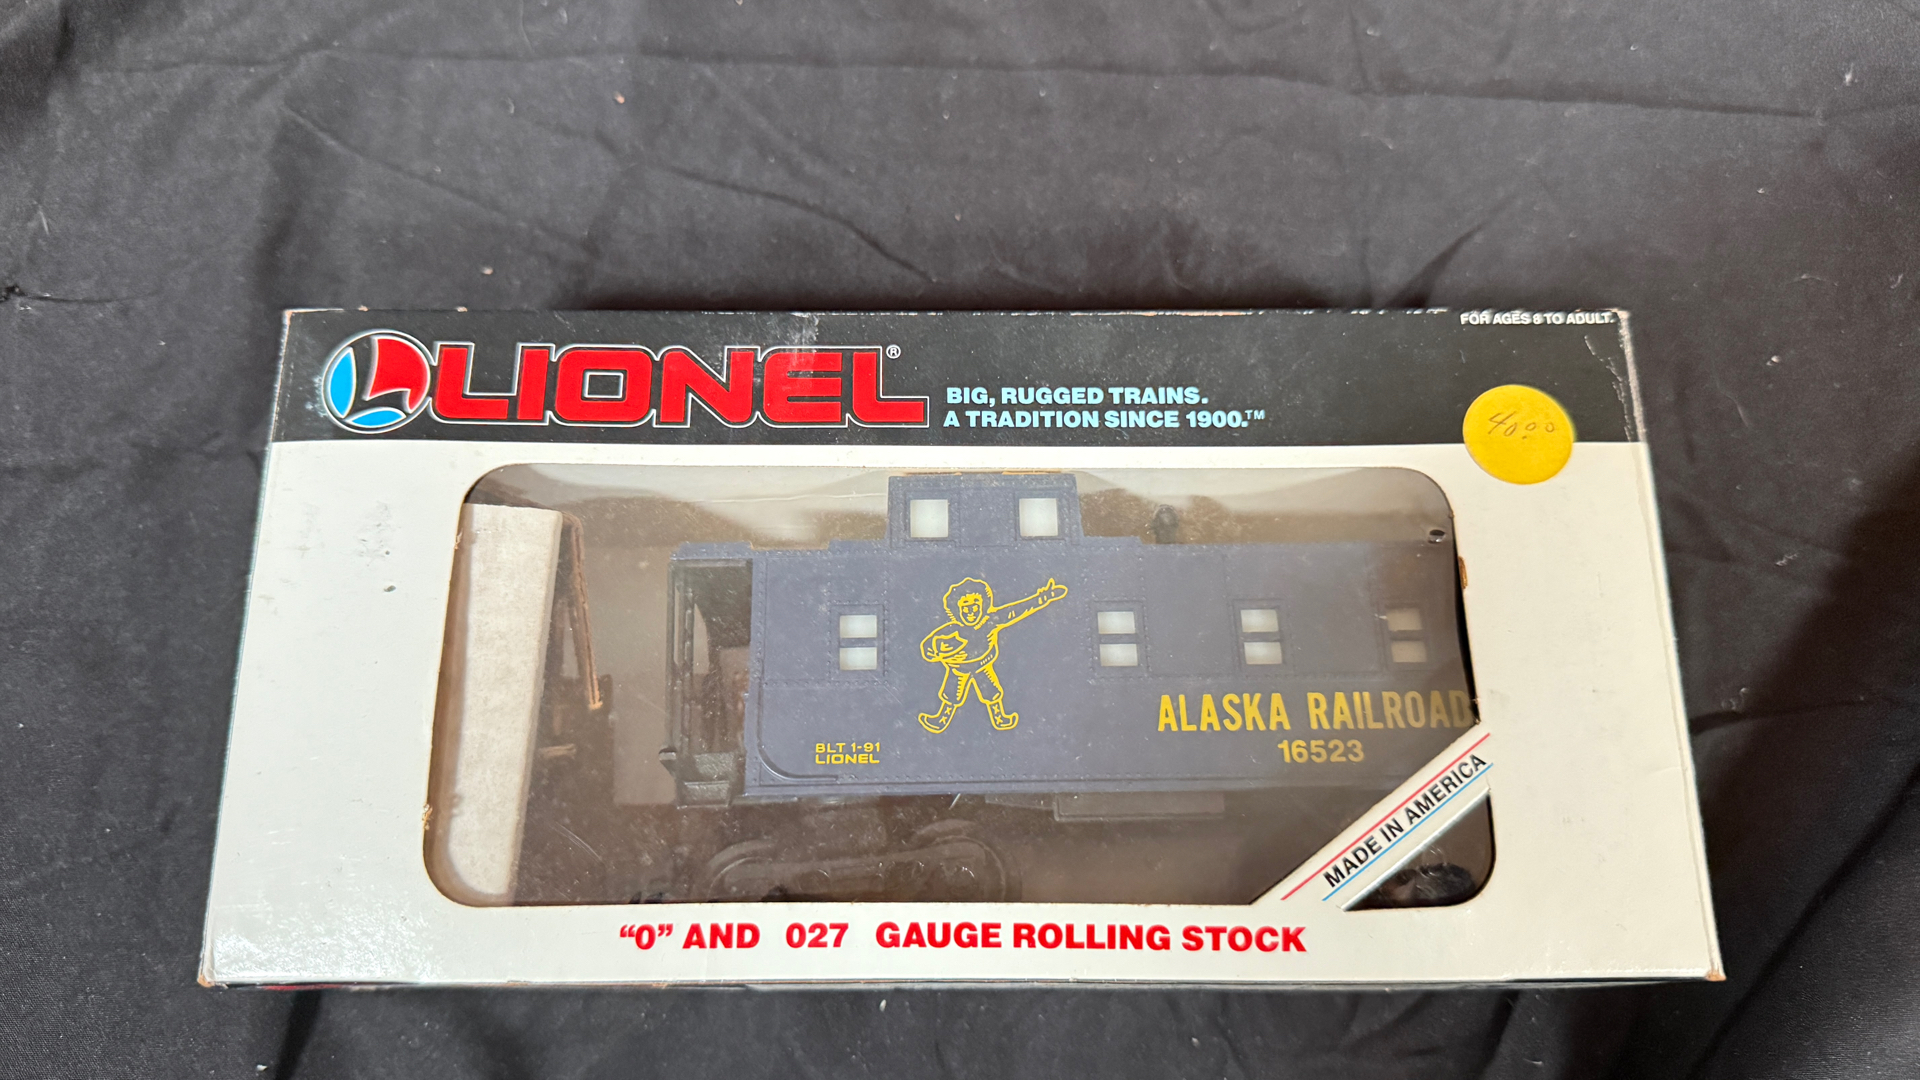 FOR AGES 8 TO ADULT.
LIONEL®
BIG, RUGGED TRAINS.
A TRADITION SINCE 1900.™
40.00
ALASKA RAILROAD
16523
BLT 1-91
LIONEL
MADE IN AMERICA
“O” AND 027 GAUGE ROLLING STOCK